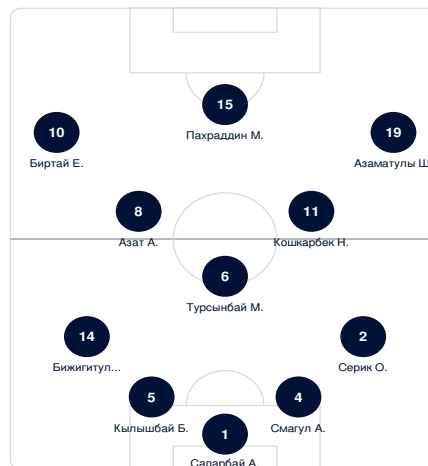 15
Пахраддин М.
10
19
Биртай Е.
Азаматулы Ш
8
11
Азат А.
Кошкарбек Н.
6
Турсынбай М.
14
2
Бижигитул...
Серик О.
5
4
Кылышбай Б.
Смагул А.
1
Сапарбай А